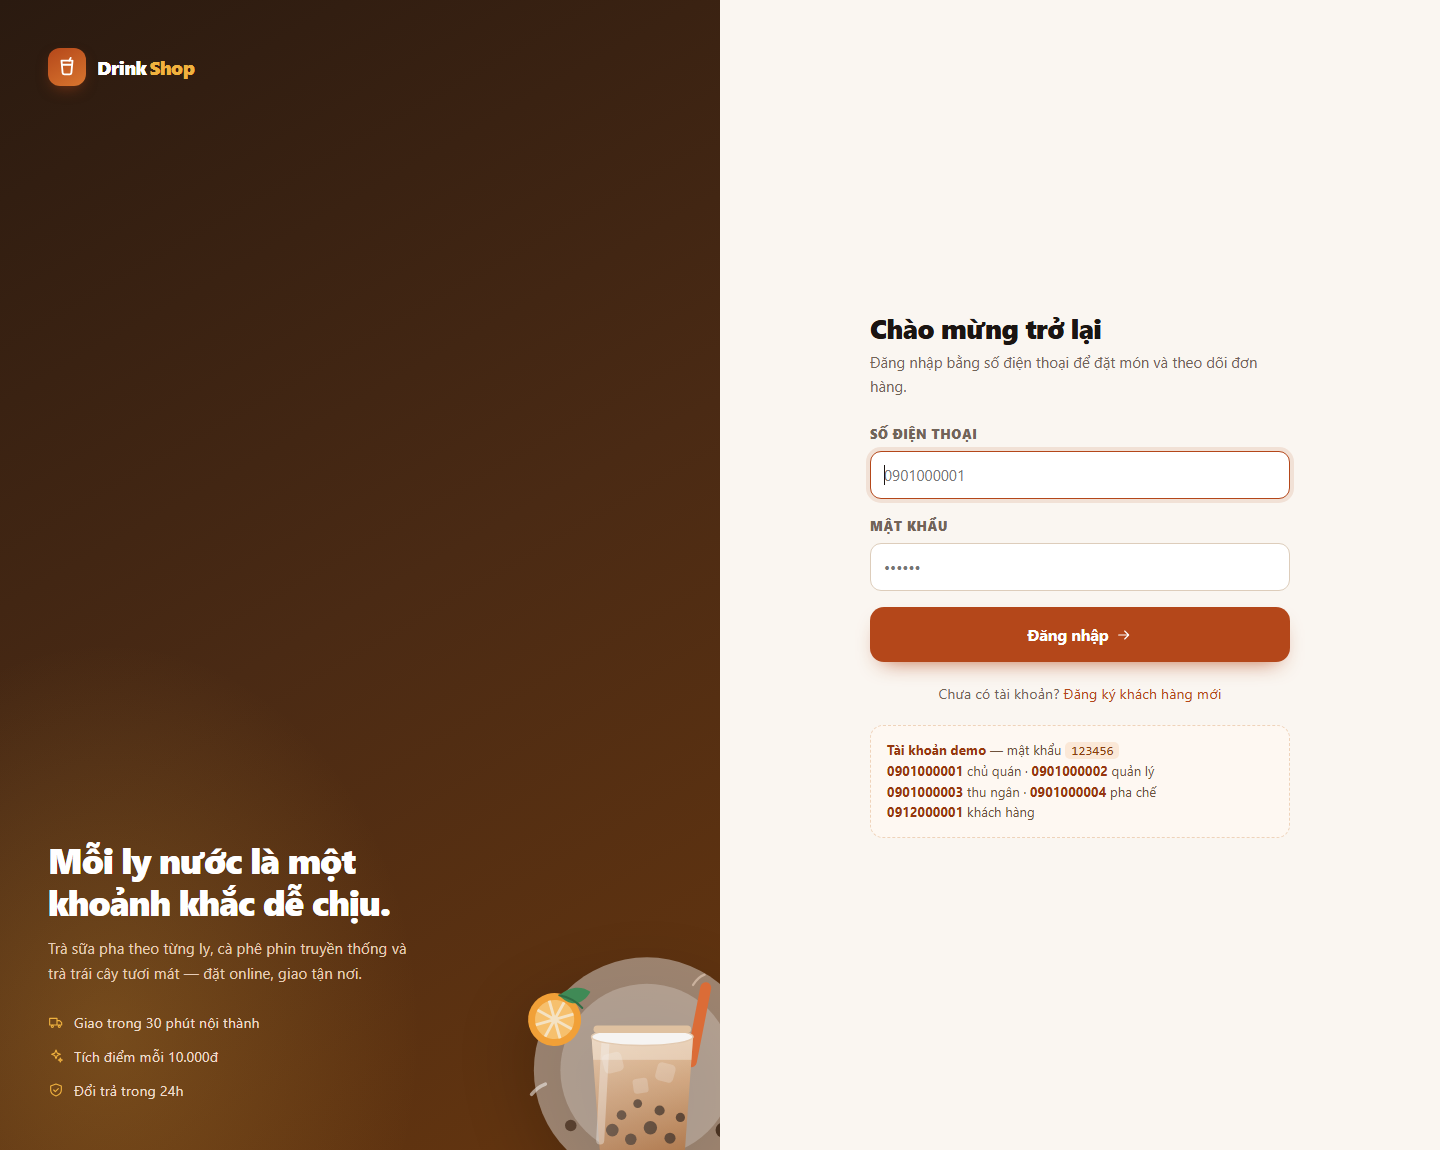 Drink Shop
Mỗi ly nước là một
khoảnh khắc dễ chịu.
Trà sữa pha theo từng ly, cà phê phin truyền thống và
trà trái cây tươi mát — đặt online, giao tận nơi.
Giao trong 30 phút nội thành
Tích điểm mỗi 10.000đ
Đổi trả trong 24h
Chào mừng trở lại
Đăng nhập bằng số điện thoại để đặt món và theo dõi đơn
hàng.
SỐ ĐIỆN THOẠI
0901000001
MẬT KHẨU
••••••
Đăng nhập →
Chưa có tài khoản? Đăng ký khách hàng mới
Tài khoản demo — mật khẩu 123456
0901000001 chủ quán · 0901000002 quản lý
0901000003 thu ngân · 0901000004 pha chế
0912000001 khách hàng